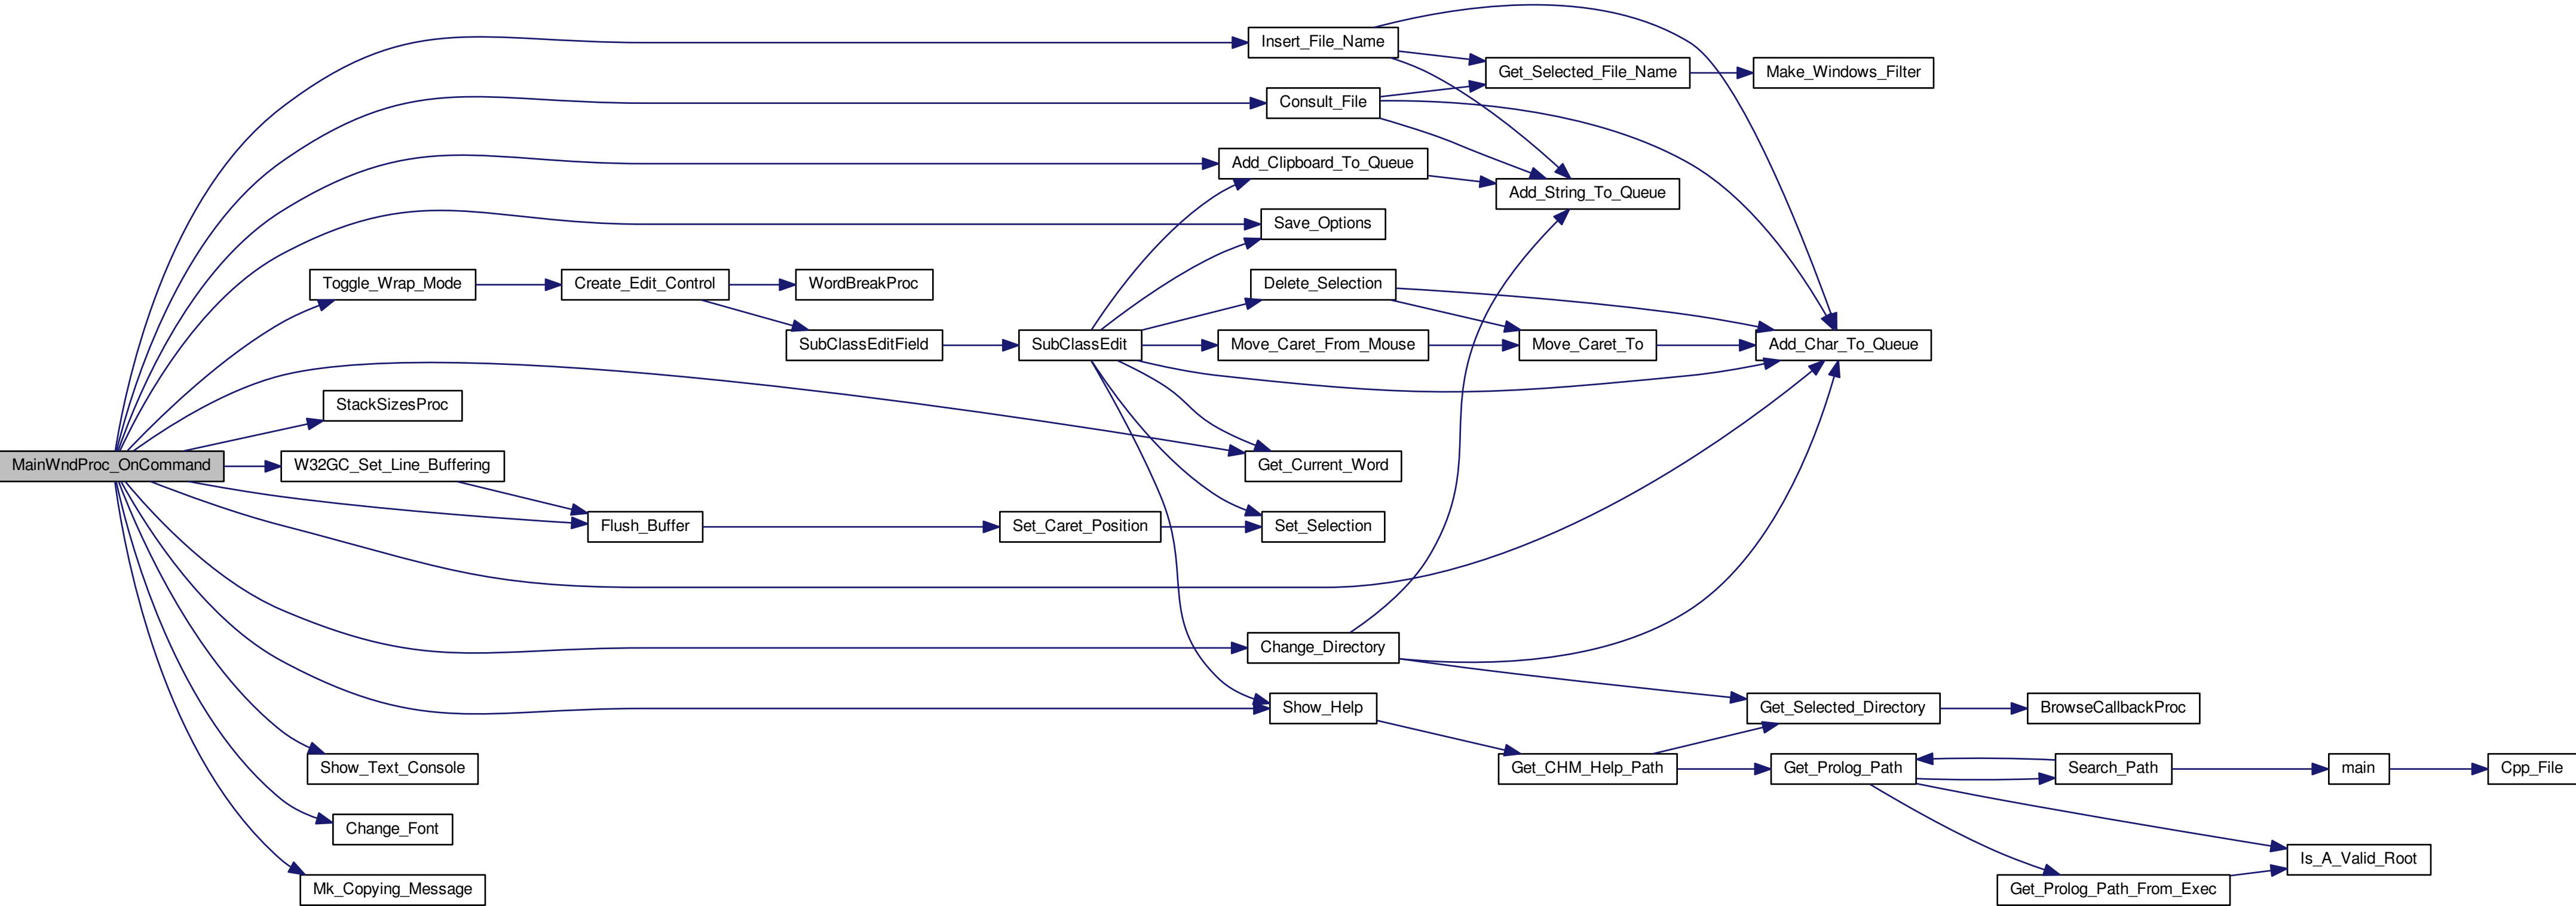 Insert_File_Name
Get_Selected_File_Name
Make_Windows_Filter
Consult_File
Add_Clipboard_To_Queue
Add_String_To_Queue
Save_Options
Toggle_Wrap_Mode
Create_Edit_Control
WordBreakProc
Delete_Selection
SubClassEditField
SubClassEdit
Move_Caret_From_Mouse
Move_Caret_To
Add_Char_To_Queue
StackSizesProc
MainWndProc_OnCommand
W32GC_Set_Line_Buffering
Get_Current_Word
Flush_Buffer
Set_Caret_Position
Set_Selection
Change_Directory
Show_Help
Get_Selected_Directory
BrowseCallbackProc
Show_Text_Console
Get_CHM_Help_Path
Get_Prolog_Path
Search_Path
main
Cpp_File
Change_Font
Is_A_Valid_Root
Mk_Copying_Message
Get_Prolog_Path_From_Exec